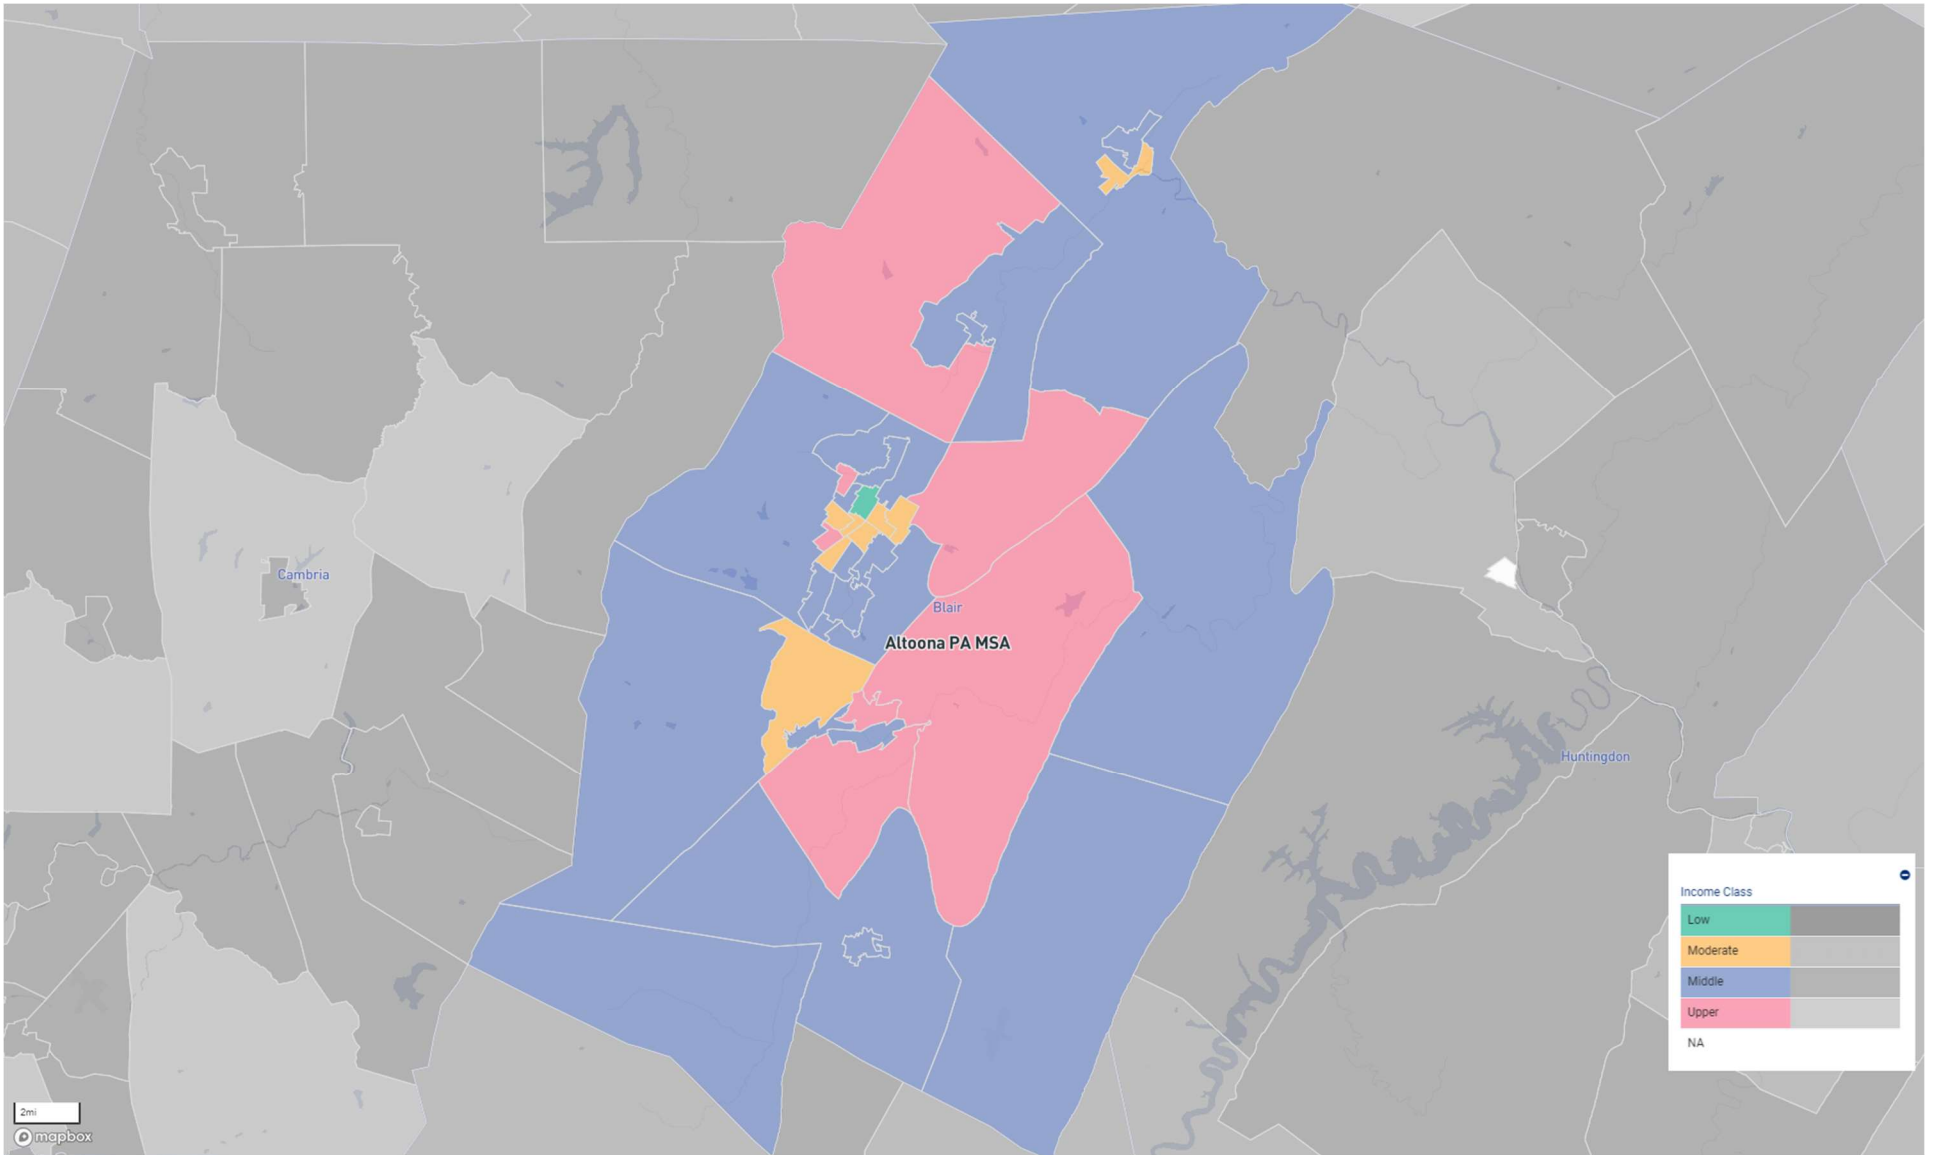 Cambria
Blair
Altoona PA MSA
Huntingdon
Income Class
Low
Moderate
Middle
Upper
NA
2mi
mapbox